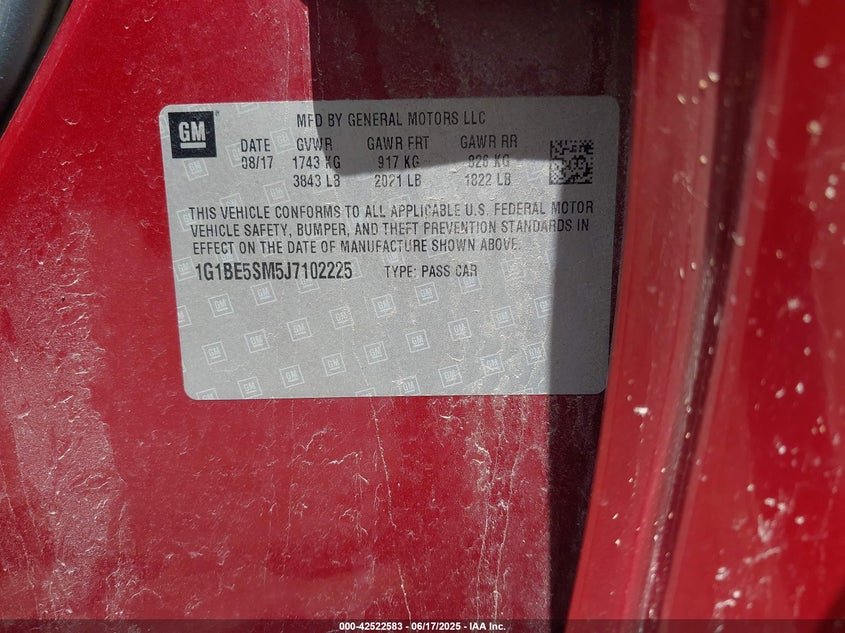 GM
MFD BY GENERAL MOTORS LLC
DATE GVWR GAWR FRT GAWR RR
08/17 1743 KG 917 KG 826 KG
3843 LB 2021 LB 1822 LB
THIS VEHICLE CONFORMS TO ALL APPLICABLE U.S. FEDERAL MOTOR
VEHICLE SAFETY, BUMPER, AND THEFT PREVENTION STANDARDS IN
EFFECT ON THE DATE OF MANUFACTURE SHOWN ABOVE.
1G1BE5SM5J7102225 TYPE: PASS CAR
000-42522583 - 06/17/2025 - IAA Inc.